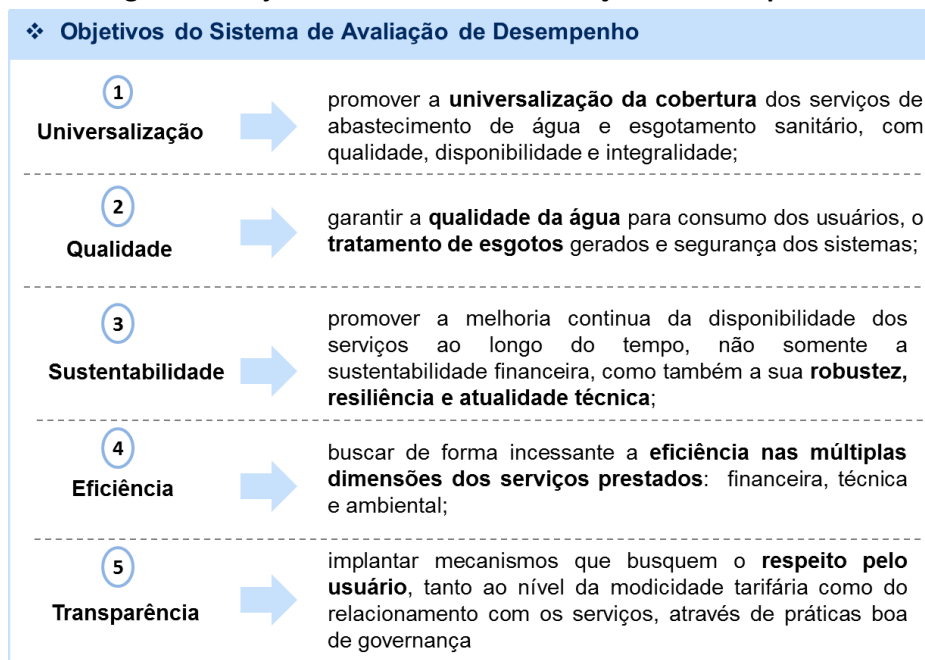 ❖ Objetivos do Sistema de Avaliação de Desempenho
1
Universalização
promover a universalização da cobertura dos serviços de
abastecimento de água e esgotamento sanitário, com
qualidade, disponibilidade e integralidade;
2
Qualidade
garantir a qualidade da água para consumo dos usuários, o
tratamento de esgotos gerados e segurança dos sistemas;
3
Sustentabilidade
promover a melhoria continua da disponibilidade dos
serviços ao longo do tempo, não somente a
sustentabilidade financeira, como também a sua robustez,
resiliência e atualidade técnica;
4
Eficiência
buscar de forma incessante a eficiência nas múltiplas
dimensões dos serviços prestados: financeira, técnica
e ambiental;
5
Transparência
implantar mecanismos que busquem o respeito pelo
usuário, tanto ao nível da modicidade tarifária como do
relacionamento com os serviços, através de práticas boa
de governança